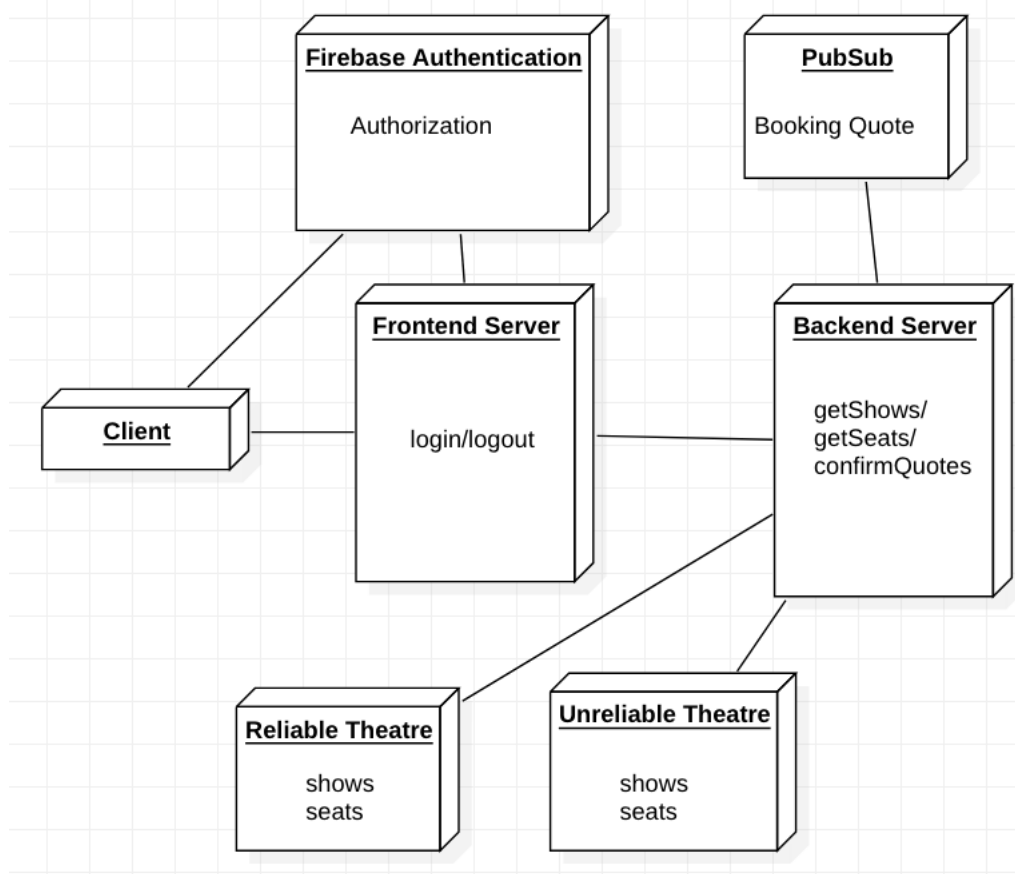 Firebase Authentication
Authorization
PubSub
Booking Quote
Client
Frontend Server
login/logout
Backend Server
getShows/
getSeats/
confirmQuotes
Reliable Theatre
shows
seats
Unreliable Theatre
shows
seats